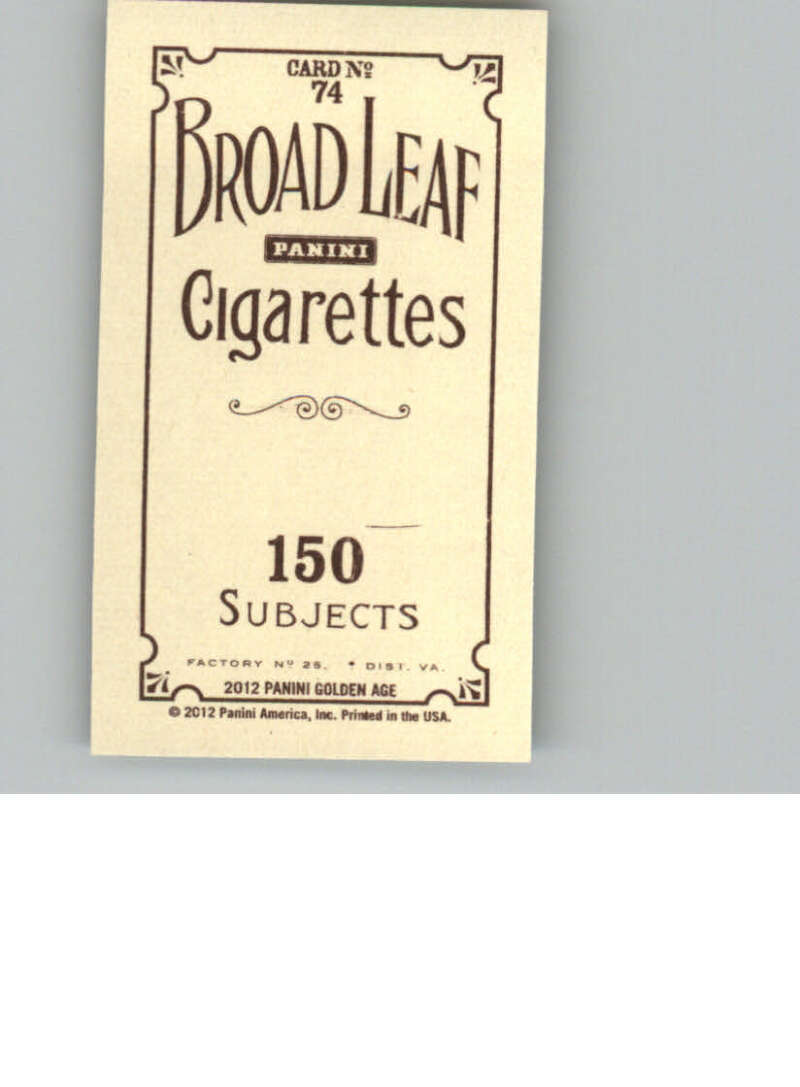 CARD Nº
74
BROAD LEAF
PANINI
Cigarettes
150
SUBJECTS
FACTORY Nº 25. • DIST. VA.
2012 PANINI GOLDEN AGE
© 2012 Panini America, Inc. Printed in the USA.